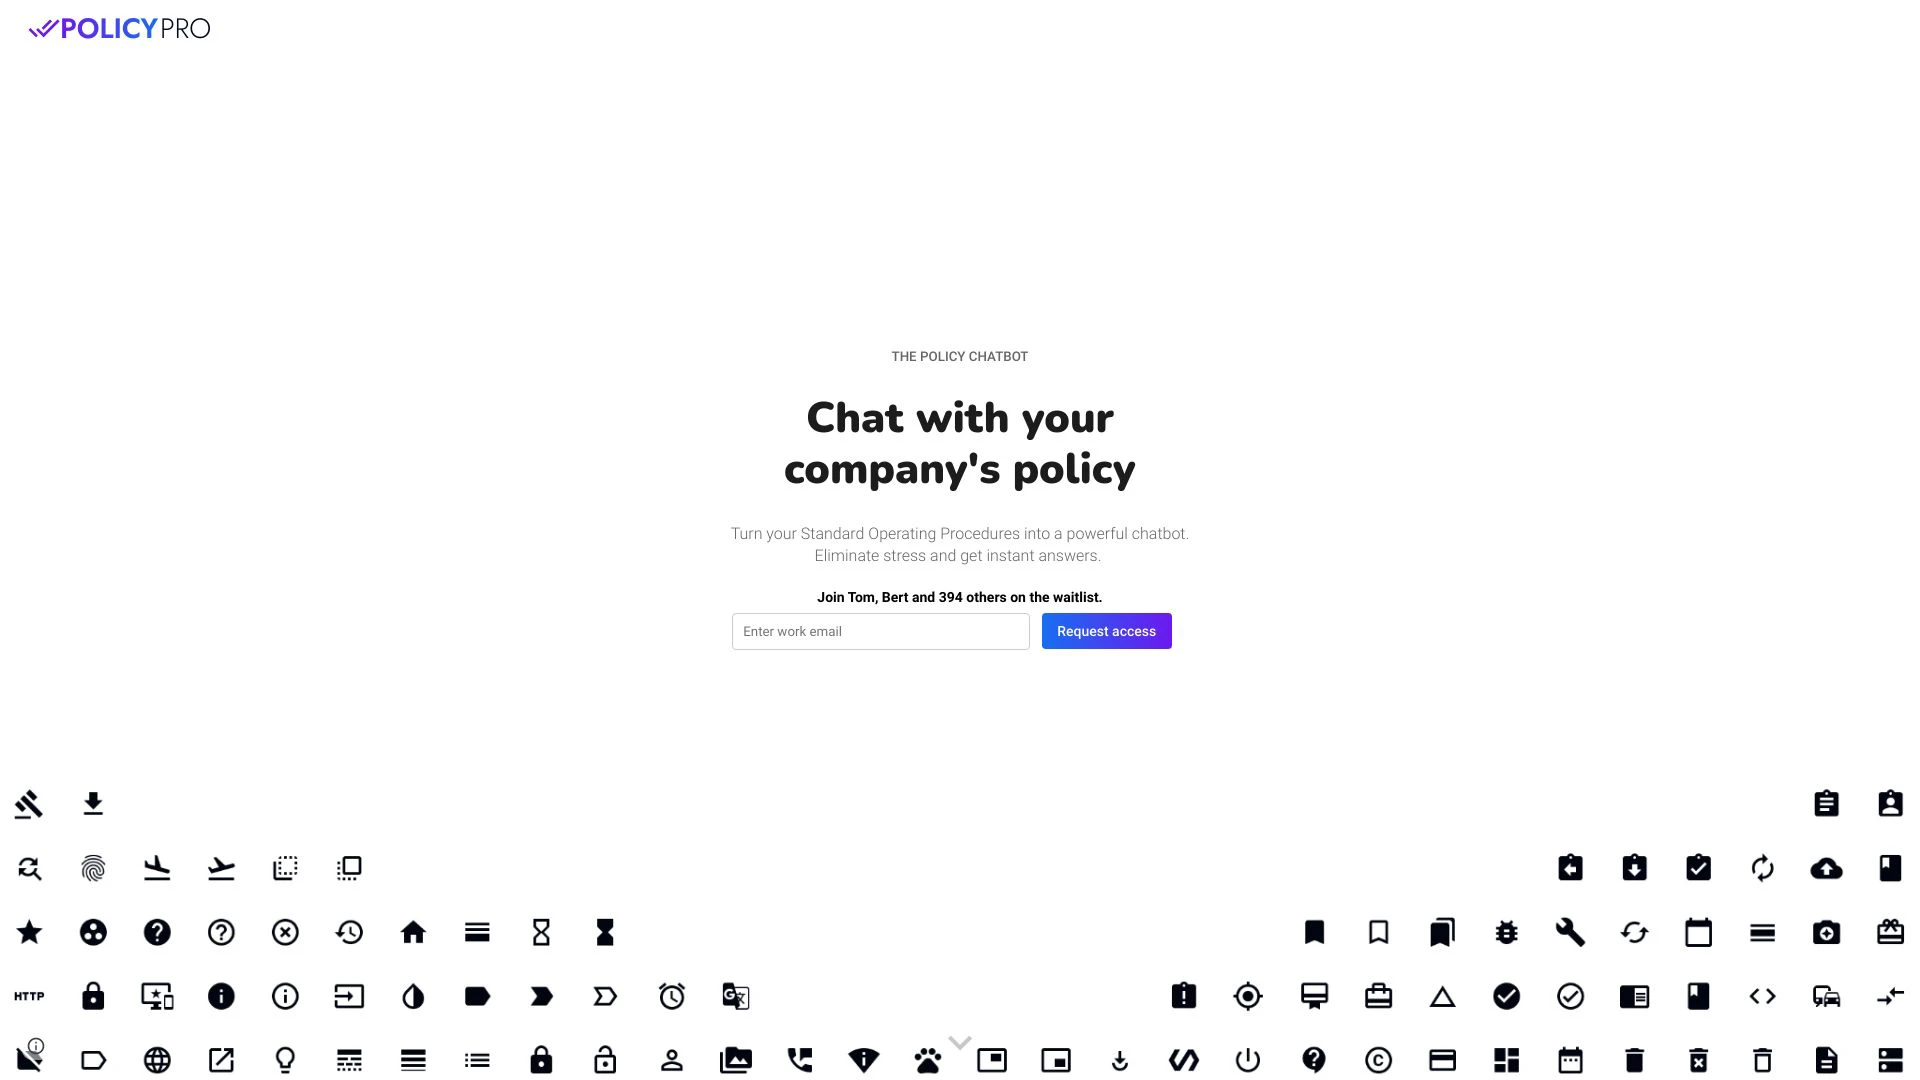 POLICYPRO
THE POLICY CHATBOT
Chat with your
company's policy
Turn your Standard Operating Procedures into a powerful chatbot.
Eliminate stress and get instant answers.
Join Tom, Bert and 394 others on the waitlist.
Enter work email
Request access
HTTP